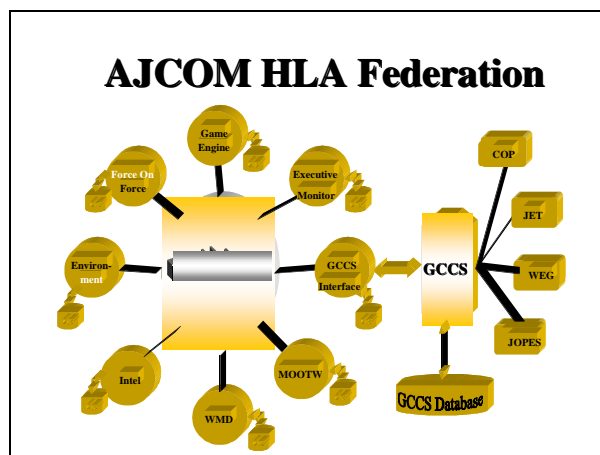 AJCOM HLA Federation
Game
Engine
Force On
Force
Executive
Monitor
COP
JET
Environ-
ment
GCCS
Interface
GCCS
WEG
JOPES
Intel
MOOTW
WMD
GCCS Database